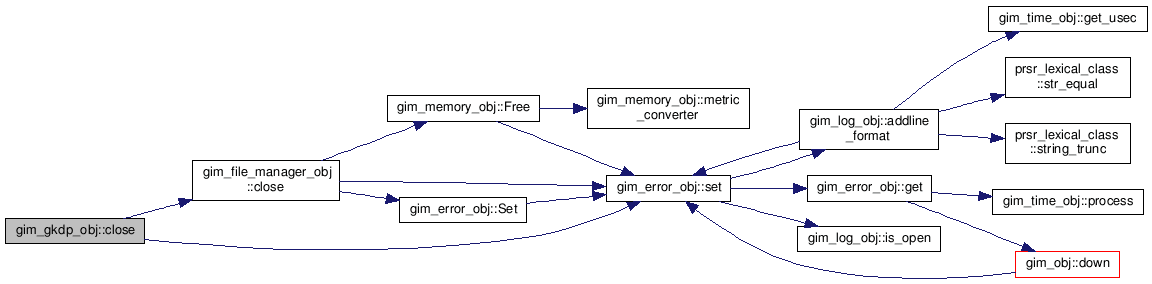 gim_gkdp_obj::close
gim_file_manager_obj
::close
gim_memory_obj::Free
gim_error_obj::Set
gim_memory_obj::metric
_converter
gim_error_obj::set
gim_log_obj::addline
_format
gim_error_obj::get
gim_log_obj::is_open
gim_time_obj::get_usec
prsr_lexical_class
::str_equal
prsr_lexical_class
::string_trunc
gim_time_obj::process
gim_obj::down